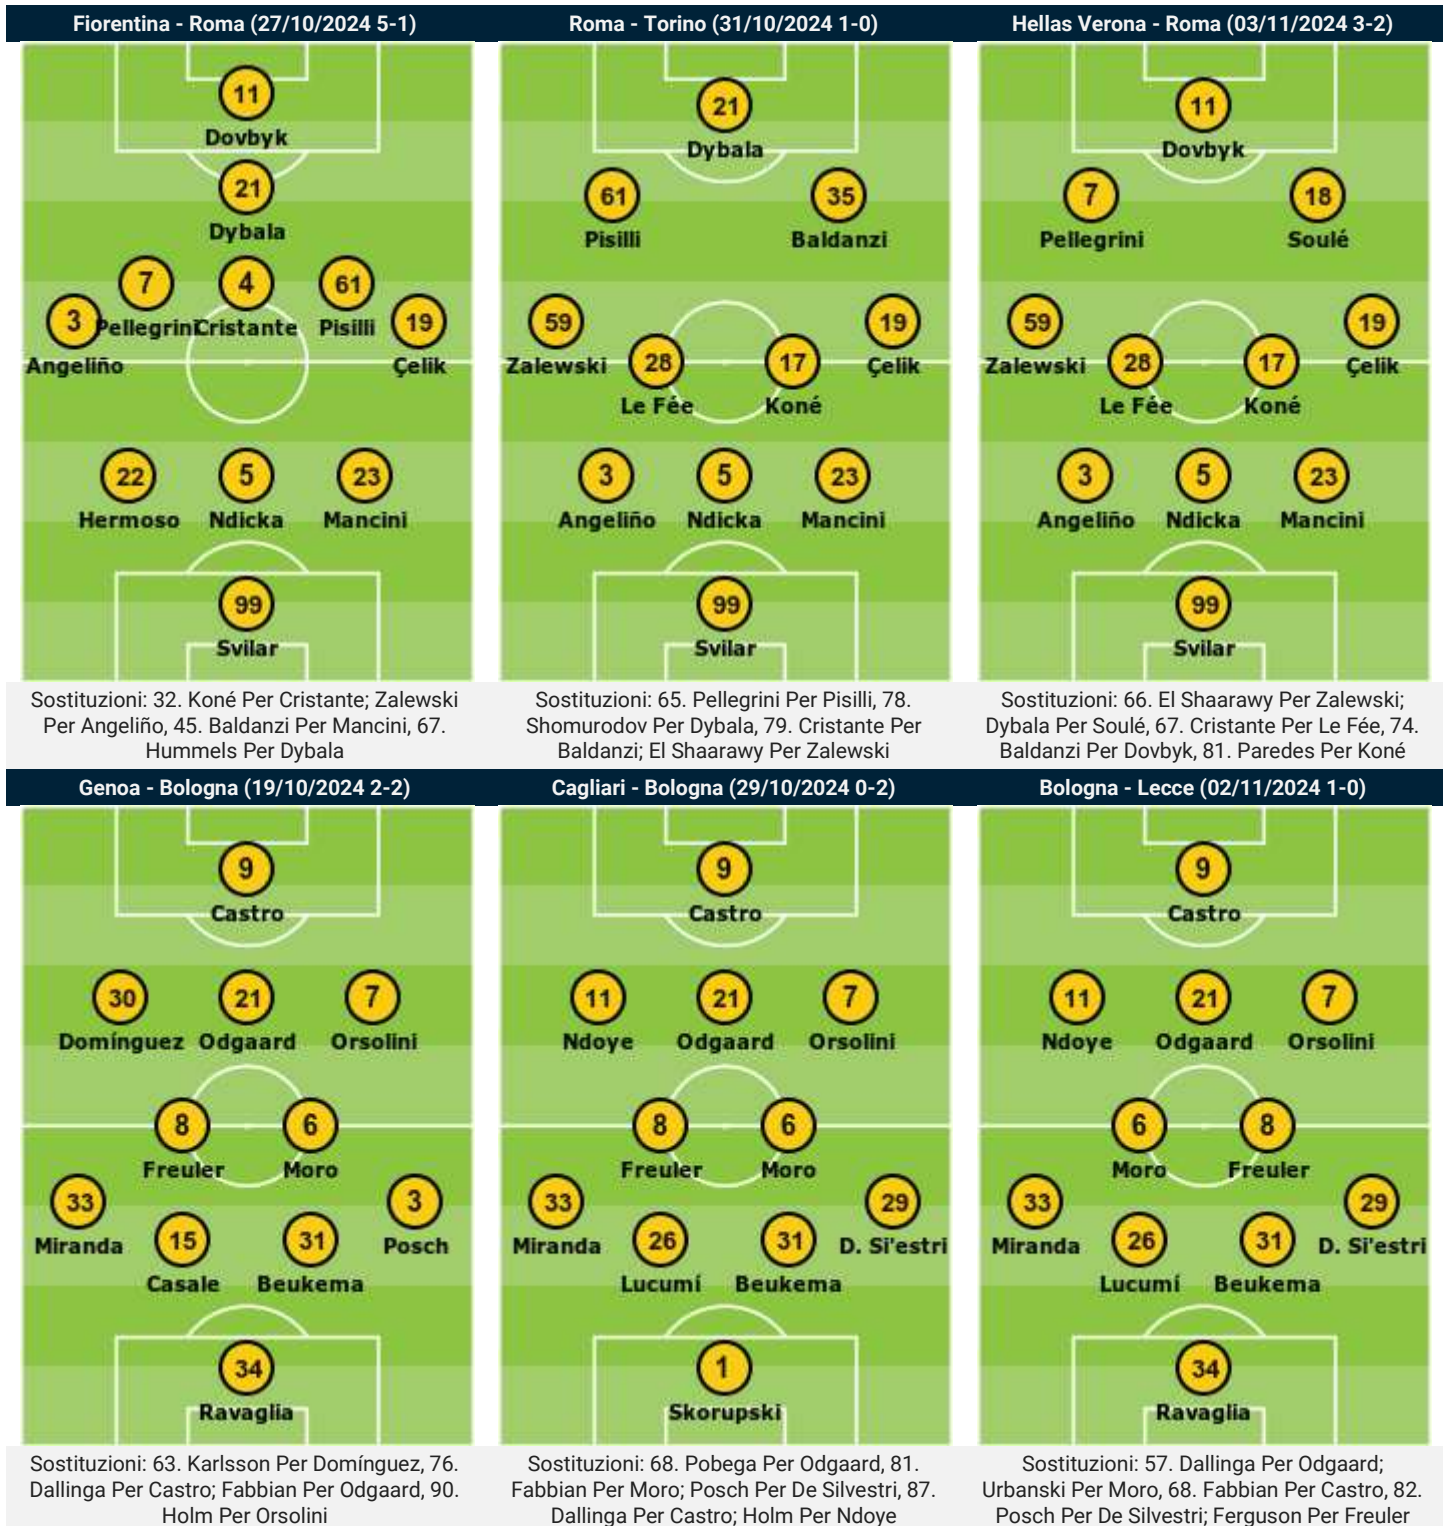 Fiorentina - Roma (27/10/2024 5-1)
11
Dovbyk
21
Dybala
7
4
61
3
Pellegrini
Cristante
Pisilli
19
Angeliño
Çelik
22
5
23
Hermoso
Ndicka
Mancini
99
Svilar
Sostituzioni: 32. Koné Per Cristante; Zalewski
Per Angeliño, 45. Baldanzi Per Mancini, 67.
Hummels Per Dybala
Roma - Torino (31/10/2024 1-0)
21
Dybala
61
35
Pisilli
Baldanzi
59
19
Zalewski
28
17
Çelik
Le Fée
Koné
3
5
23
Angeliño
Ndicka
Mancini
99
Svilar
Sostituzioni: 65. Pellegrini Per Pisilli, 78.
Shomurodov Per Dybala, 79. Cristante Per
Baldanzi; El Shaarawy Per Zalewski
Hellas Verona - Roma (03/11/2024 3-2)
11
Dovbyk
7
18
Pellegrini
Soulé
59
19
Zalewski
28
17
Çelik
Le Fée
Koné
3
5
23
Angeliño
Ndicka
Mancini
99
Svilar
Sostituzioni: 66. El Shaarawy Per Zalewski;
Dybala Per Soulé, 67. Cristante Per Le Fée, 74.
Baldanzi Per Dovbyk, 81. Paredes Per Koné
Genoa - Bologna (19/10/2024 2-2)
9
Castro
30
21
7
Domínguez
Odgaard
Orsolini
8
6
Freuler
Moro
33
3
Miranda
15
31
Posch
Casale
Beukema
34
Ravaglia
Sostituzioni: 63. Karlsson Per Domínguez, 76.
Dallinga Per Castro; Fabbian Per Odgaard, 90.
Holm Per Orsolini
Cagliari - Bologna (29/10/2024 0-2)
9
Castro
11
21
7
Ndoye
Odgaard
Orsolini
8
6
Freuler
Moro
33
29
Miranda
26
31
D. Si'estri
Lucumí
Beukema
1
Skorupski
Sostituzioni: 68. Pobega Per Odgaard, 81.
Fabbian Per Moro; Posch Per De Silvestri, 87.
Dallinga Per Castro; Holm Per Ndoye
Bologna - Lecce (02/11/2024 1-0)
9
Castro
11
21
7
Ndoye
Odgaard
Orsolini
6
8
Moro
Freuler
33
29
Miranda
26
31
D. Si'estri
Lucumí
Beukema
34
Ravaglia
Sostituzioni: 57. Dallinga Per Odgaard;
Urbanski Per Moro, 68. Fabbian Per Castro, 82.
Posch Per De Silvestri; Ferguson Per Freuler